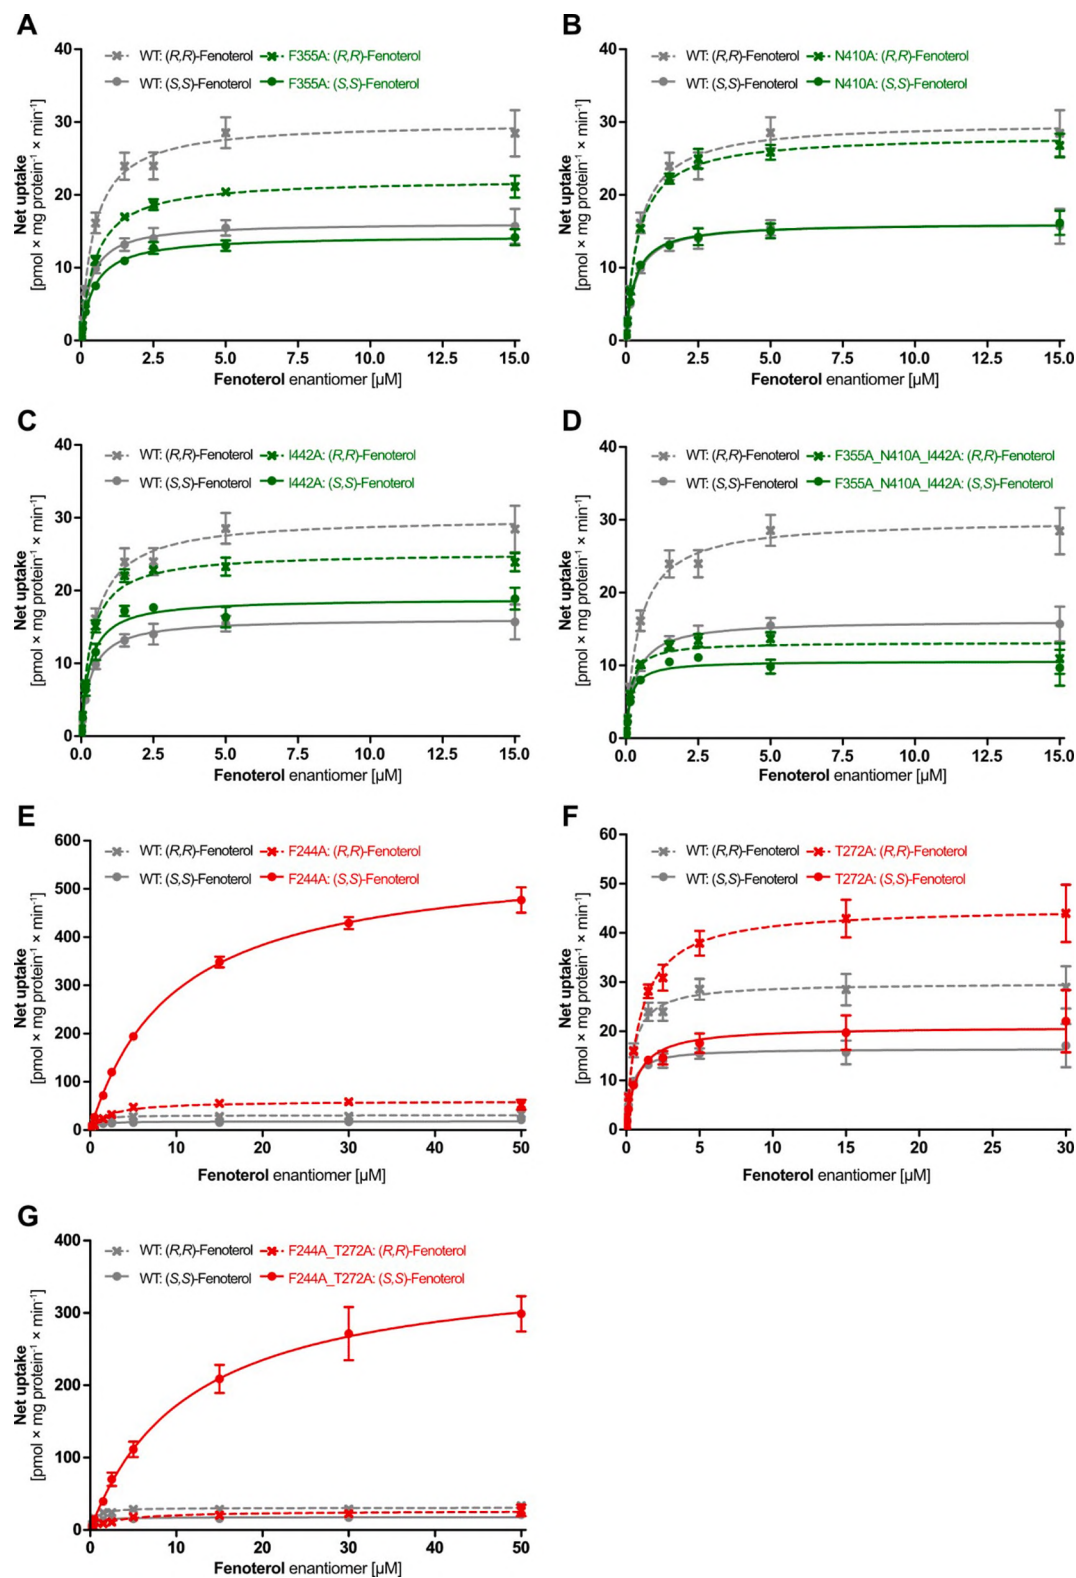 A
40
30
20
10
0
Net uptake
[pmol × mg protein⁻¹ × min⁻¹]
WT: (R,R)-Fenoterol
F355A: (R,R)-Fenoterol
WT: (S,S)-Fenoterol
F355A: (S,S)-Fenoterol
0 2.5 5.0 7.5 10.0 12.5 15.0
Fenoterol enantiomer [µM]
B
40
30
20
10
0
Net uptake
[pmol × mg protein⁻¹ × min⁻¹]
WT: (R,R)-Fenoterol
N410A: (R,R)-Fenoterol
WT: (S,S)-Fenoterol
N410A: (S,S)-Fenoterol
0 2.5 5.0 7.5 10.0 12.5 15.0
Fenoterol enantiomer [µM]
C
40
30
20
10
0
Net uptake
[pmol × mg protein⁻¹ × min⁻¹]
WT: (R,R)-Fenoterol
I442A: (R,R)-Fenoterol
WT: (S,S)-Fenoterol
I442A: (S,S)-Fenoterol
0.0 2.5 5.0 7.5 10.0 12.5 15.0
Fenoterol enantiomer [µM]
D
40
30
20
10
0
Net uptake
[pmol × mg protein⁻¹ × min⁻¹]
WT: (R,R)-Fenoterol
F355A_N410A_I442A: (R,R)-Fenoterol
WT: (S,S)-Fenoterol
F355A_N410A_I442A: (S,S)-Fenoterol
0.0 2.5 5.0 7.5 10.0 12.5 15.0
Fenoterol enantiomer [µM]
E
600
500
400
300
200
100
0
Net uptake
[pmol × mg protein⁻¹ × min⁻¹]
WT: (R,R)-Fenoterol
F244A: (R,R)-Fenoterol
WT: (S,S)-Fenoterol
F244A: (S,S)-Fenoterol
0 10 20 30 40 50
Fenoterol enantiomer [µM]
F
60
50
40
30
20
10
0
Net uptake
[pmol × mg protein⁻¹ × min⁻¹]
WT: (R,R)-Fenoterol
T272A: (R,R)-Fenoterol
WT: (S,S)-Fenoterol
T272A: (S,S)-Fenoterol
0 5 10 15 20 25 30
Fenoterol enantiomer [µM]
G
400
300
200
100
0
Net uptake
[pmol × mg protein⁻¹ × min⁻¹]
WT: (R,R)-Fenoterol
F244A_T272A: (R,R)-Fenoterol
WT: (S,S)-Fenoterol
F244A_T272A: (S,S)-Fenoterol
0 10 20 30 40 50
Fenoterol enantiomer [µM]